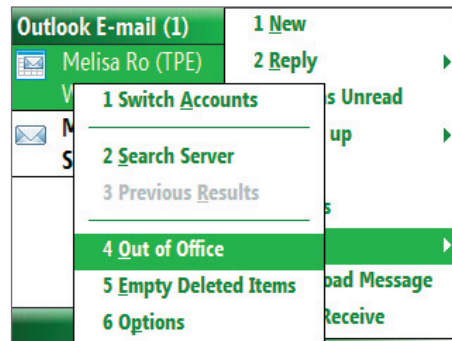 Outlook E-mail (1)
Melisa Ro (TPE)
W
M
S
1 New
2 Reply
s Unread
up
s
oad Message
Receive
1 Switch Accounts
2 Search Server
3 Previous Results
4 Out of Office
5 Empty Deleted Items
6 Options